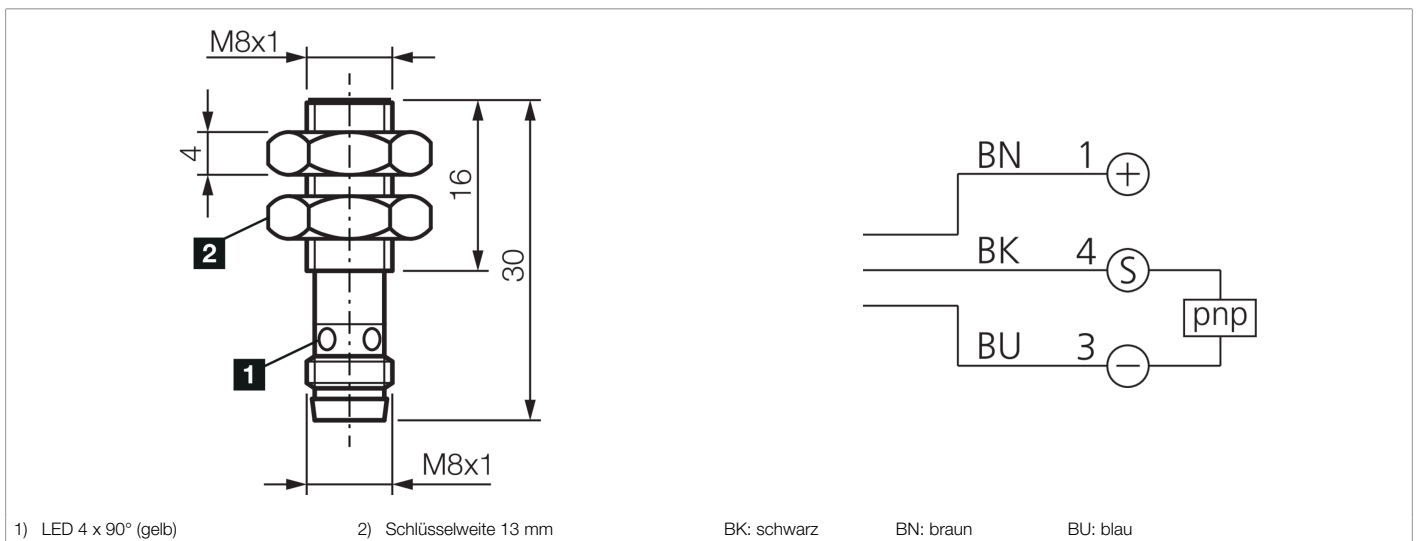 M8x1
4
16
30
2
1
M8x1
BN 1 +
BK 4 S
pnp
BU 3 −
1) LED 4 x 90° (gelb) 2) Schlüsselweite 13 mm BK: schwarz BN: braun BU: blau